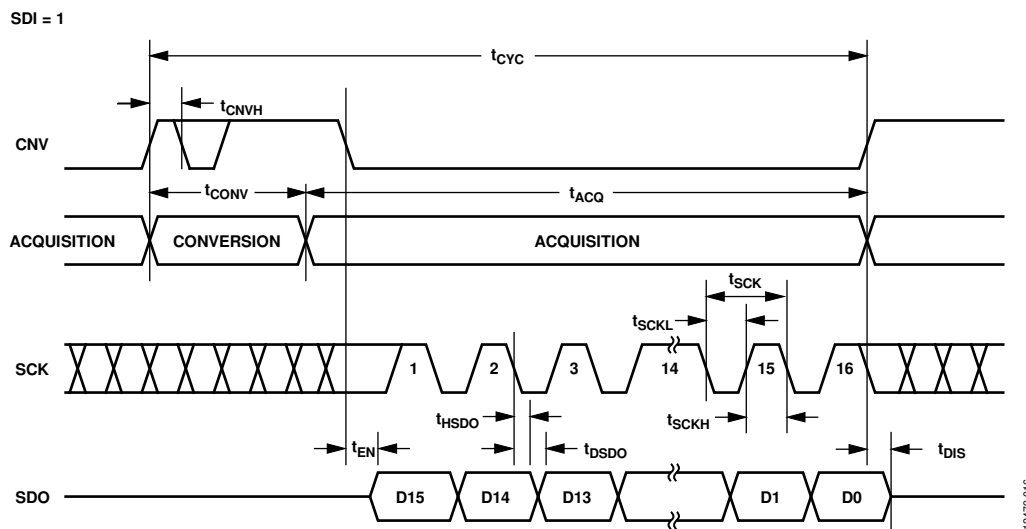 SDI = 1
tCYC
tCNVH
CNV
tCONV
tACQ
ACQUISITION CONVERSION ACQUISITION
tSCK
tSCKL
SCK 1 2 3 14 15 16
tHSDO
tSCKH
tEN
tDSDO
tDIS
SDO D15 D14 D13 D1 D0